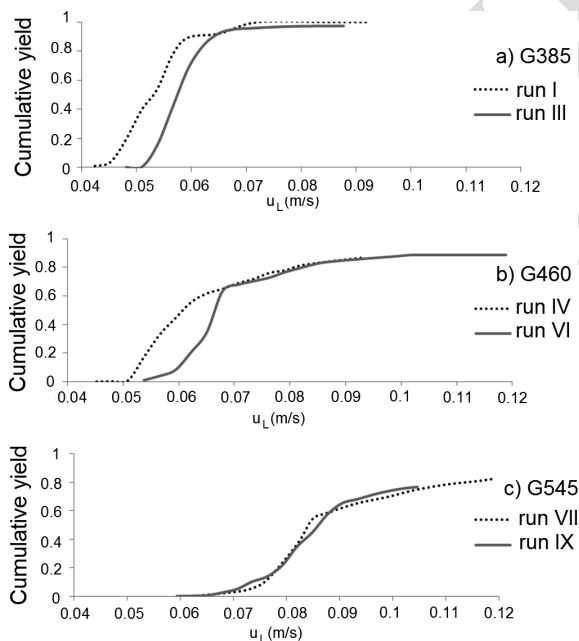 Cumulative yield
1
0.8
0.6
0.4
0.2
0
0.04 0.05 0.06 0.07 0.08 0.09 0.1 0.11 0.12
uL(m/s)
a) G385
run I
run III
Cumulative yield
1
0.8
0.6
0.4
0.2
0
0.04 0.05 0.06 0.07 0.08 0.09 0.1 0.11 0.12
uL(m/s)
b) G460
run IV
run VI
Cumulative yield
1
0.8
0.6
0.4
0.2
0
0.04 0.05 0.06 0.07 0.08 0.09 0.1 0.11 0.12
uL(m/s)
c) G545
run VII
run IX